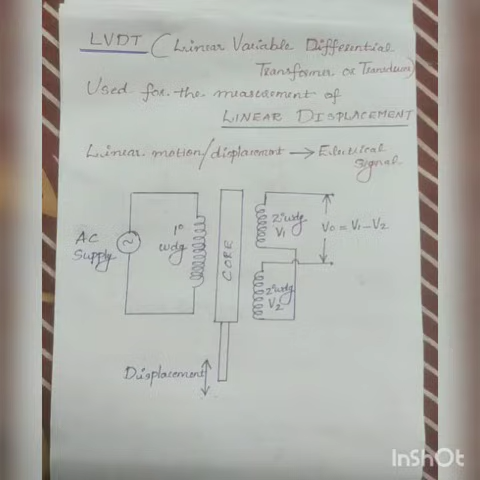 LVDT (Linear Variable Differential
Transformer or Transducer)
Used for the measurement of
LINEAR DISPLACEMENT
Linear motion/displacement → Electrical
Signal
AC
Supply
1°
wdg
CORE
2°wdg
V1
V0 = V1 - V2
2°wdg
V2
Displacement
InShOt